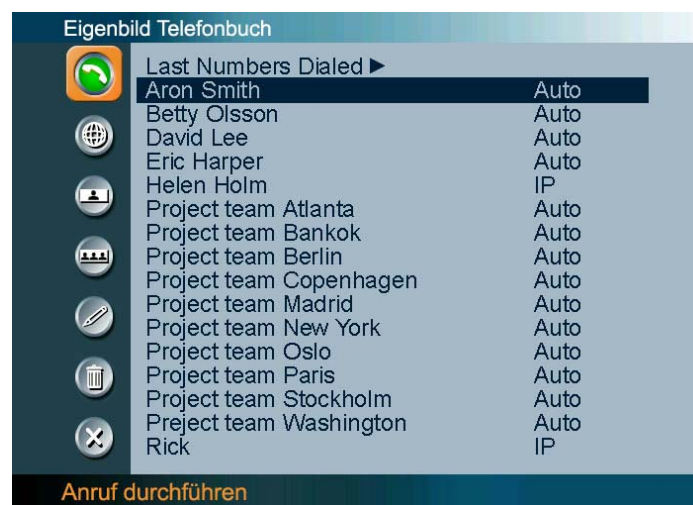 Eigenbild Telefonbuch
Last Numbers Dialed ►
Aron Smith Auto
Betty Olsson Auto
David Lee Auto
Eric Harper Auto
Helen Holm IP
Project team Atlanta Auto
Project team Bankok Auto
Project team Berlin Auto
Project team Copenhagen Auto
Project team Madrid Auto
Project team New York Auto
Project team Oslo Auto
Project team Paris Auto
Project team Stockholm Auto
Preject team Washington Auto
Rick IP
Anruf durchführen